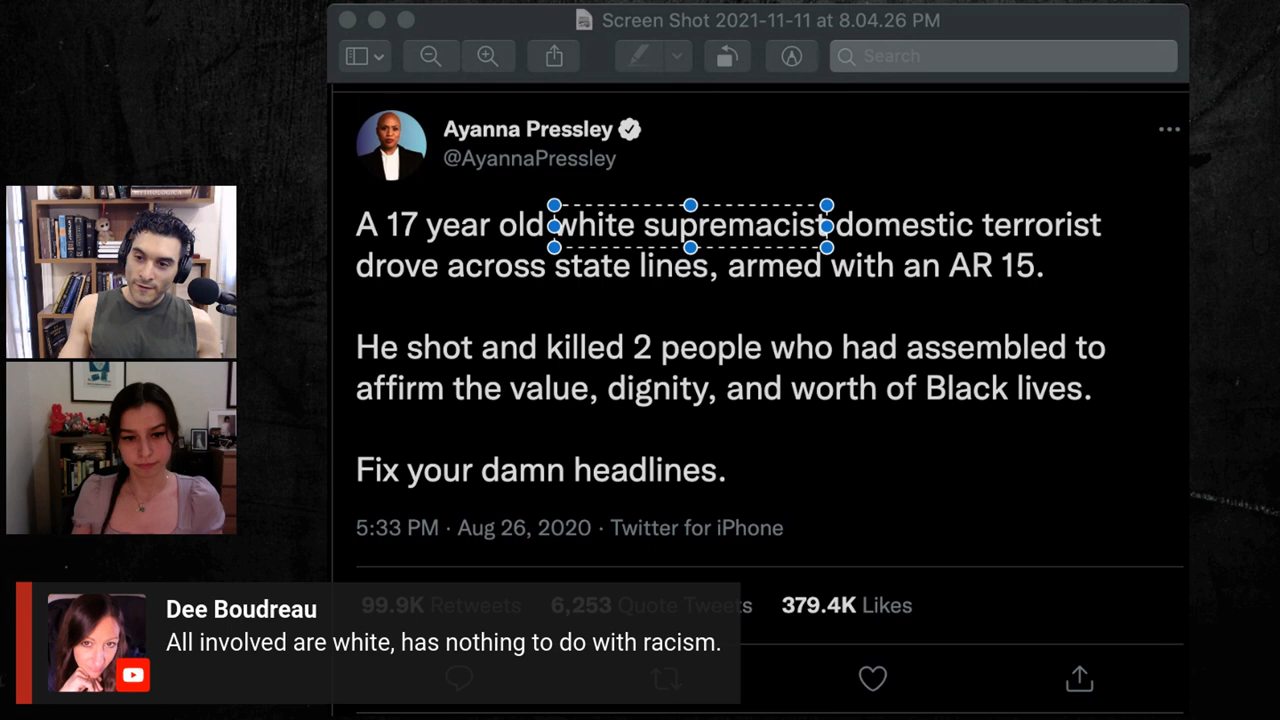 Screen Shot 2021-11-11 at 8.04.26 PM
Search
Ayanna Pressley
@AyannaPressley
A 17 year old white supremacist domestic terrorist
drove across state lines, armed with an AR 15.
He shot and killed 2 people who had assembled to
affirm the value, dignity, and worth of Black lives.
Fix your damn headlines.
5:33 PM · Aug 26, 2020 · Twitter for iPhone
99.9K Retweets 6,253 Quote Tweets 379.4K Likes
Dee Boudreau
All involved are white, has nothing to do with racism.